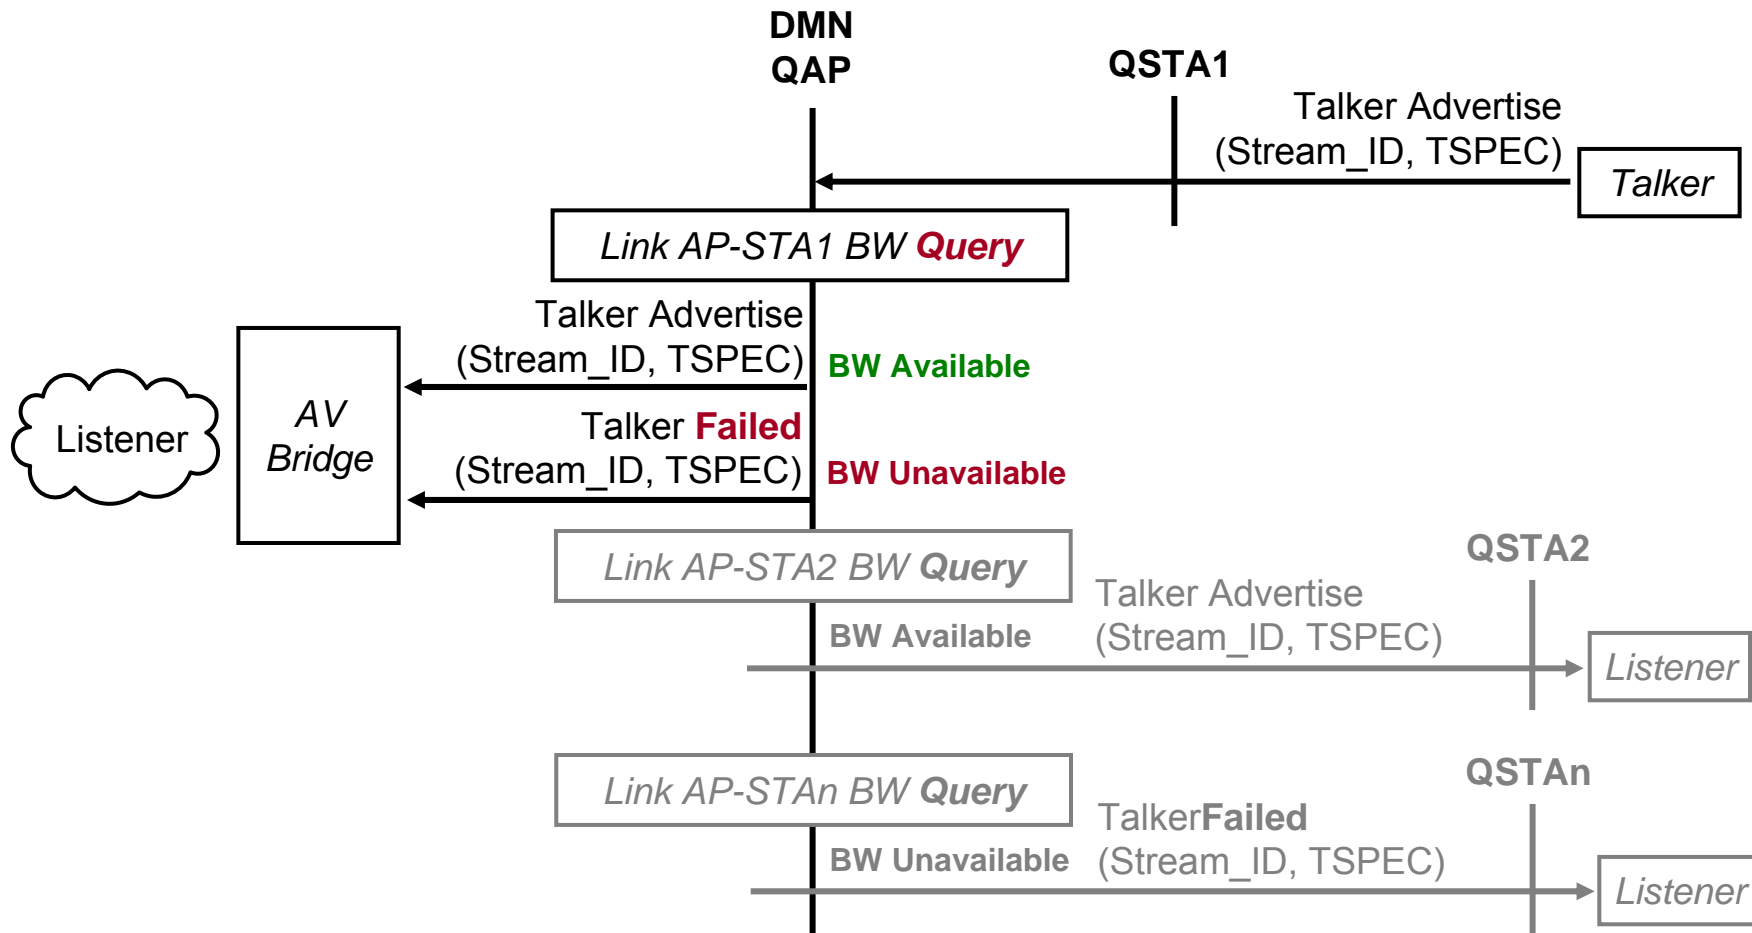 DMN
QAP
QSTA1
Talker Advertise
(Stream_ID, TSPEC)
Talker
Link AP-STA1 BW Query
Talker Advertise
(Stream_ID, TSPEC)
BW Available
Listener
AV
Bridge
Talker Failed
(Stream_ID, TSPEC)
BW Unavailable
Link AP-STA2 BW Query
QSTA2
Talker Advertise
(Stream_ID, TSPEC)
BW Available
Listener
Link AP-STAn BW Query
QSTAn
TalkerFailed
(Stream_ID, TSPEC)
BW Unavailable
Listener